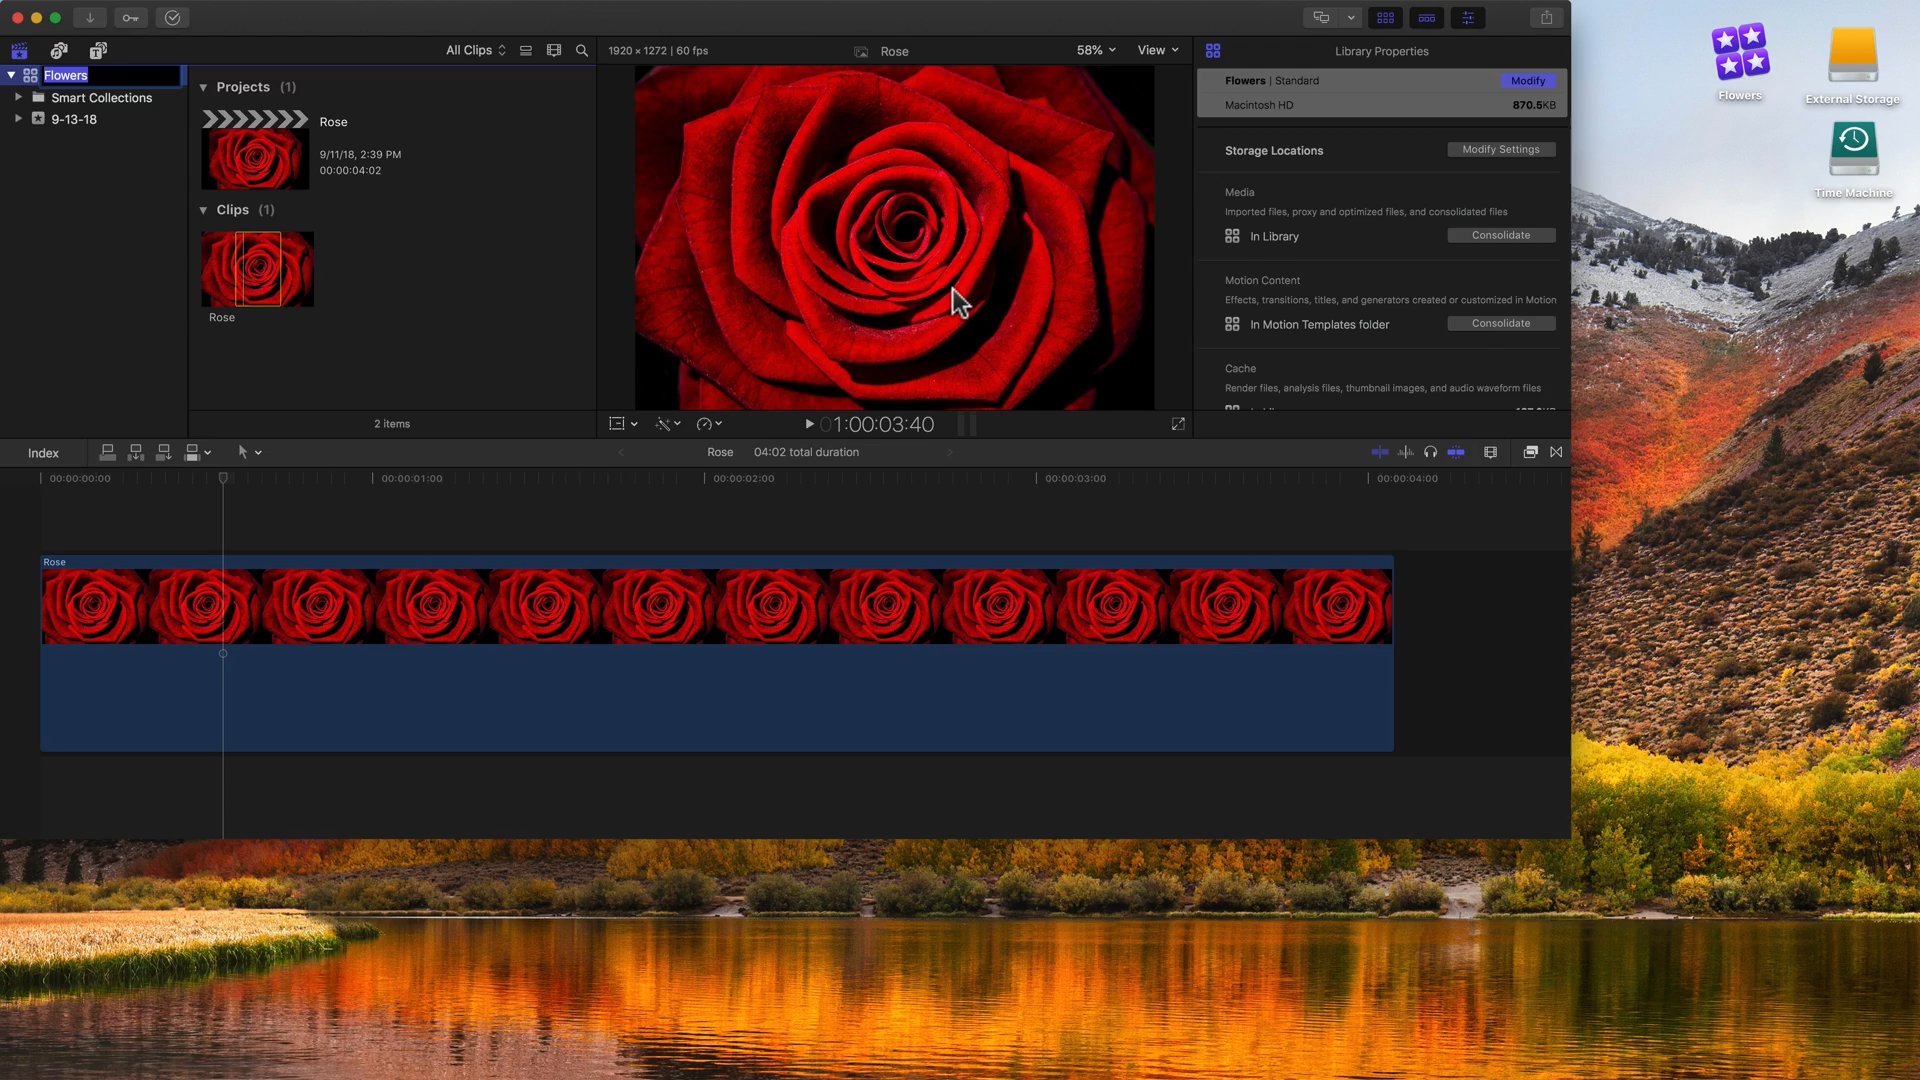 All Clips
1920 × 1272 | 60 fps
Rose
58%
View
Library Properties
Flowers
Smart Collections
9-13-18
Projects (1)
Rose
9/11/18, 2:39 PM
00:00:04:02
Clips (1)
Rose
2 items
01:00:03:40
Flowers | Standard
Modify
Macintosh HD
870.5KB
Storage Locations
Modify Settings
Media
Imported files, proxy and optimized files, and consolidated files
In Library
Consolidate
Motion Content
Effects, transitions, titles, and generators created or customized in Motion
In Motion Templates folder
Consolidate
Cache
Render files, analysis files, thumbnail images, and audio waveform files
Index
Rose
04:02 total duration
00:00:00:00
00:00:01:00
00:00:02:00
00:00:03:00
00:00:04:00
Rose
Flowers
External Storage
Time Machine